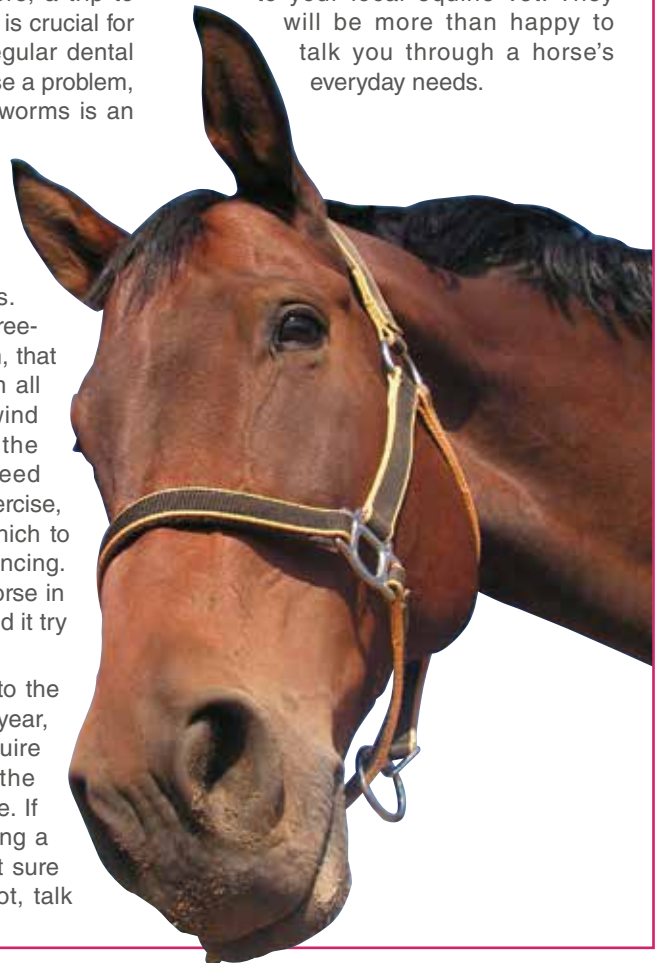 a trip to
is crucial for
egular dental
se a problem,
worms is an
s.
ree-
, that
all
wind
the
eed
ercise,
hich to
ncing.
orse in
d it try
to the
year,
uire
the
e. If
ng a
t sure
ot, talk
to your local equine vet. They
will be more than happy to
talk you through a horse's
everyday needs.